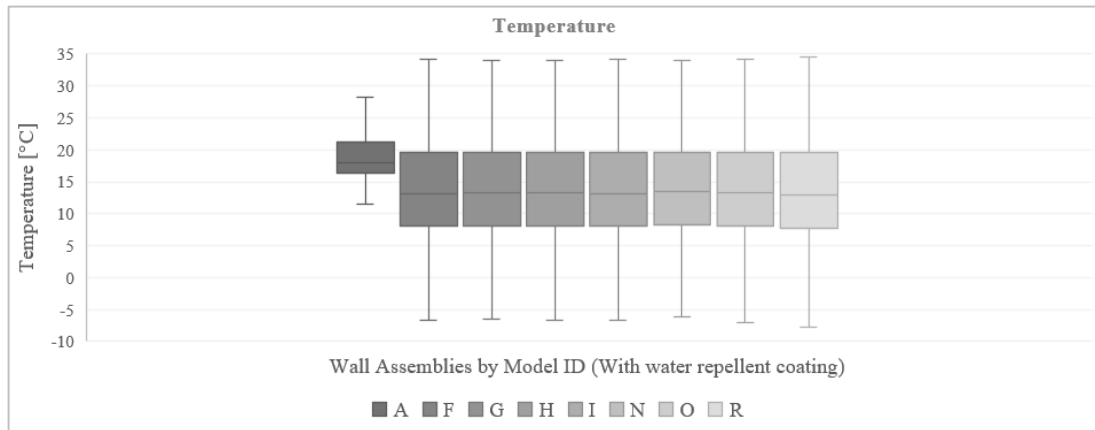 Temperature
35
30
25
20
15
10
5
0
-5
-10
Temperature [°C]
Wall Assemblies by Model ID (With water repellent coating)
A F G H I N O R